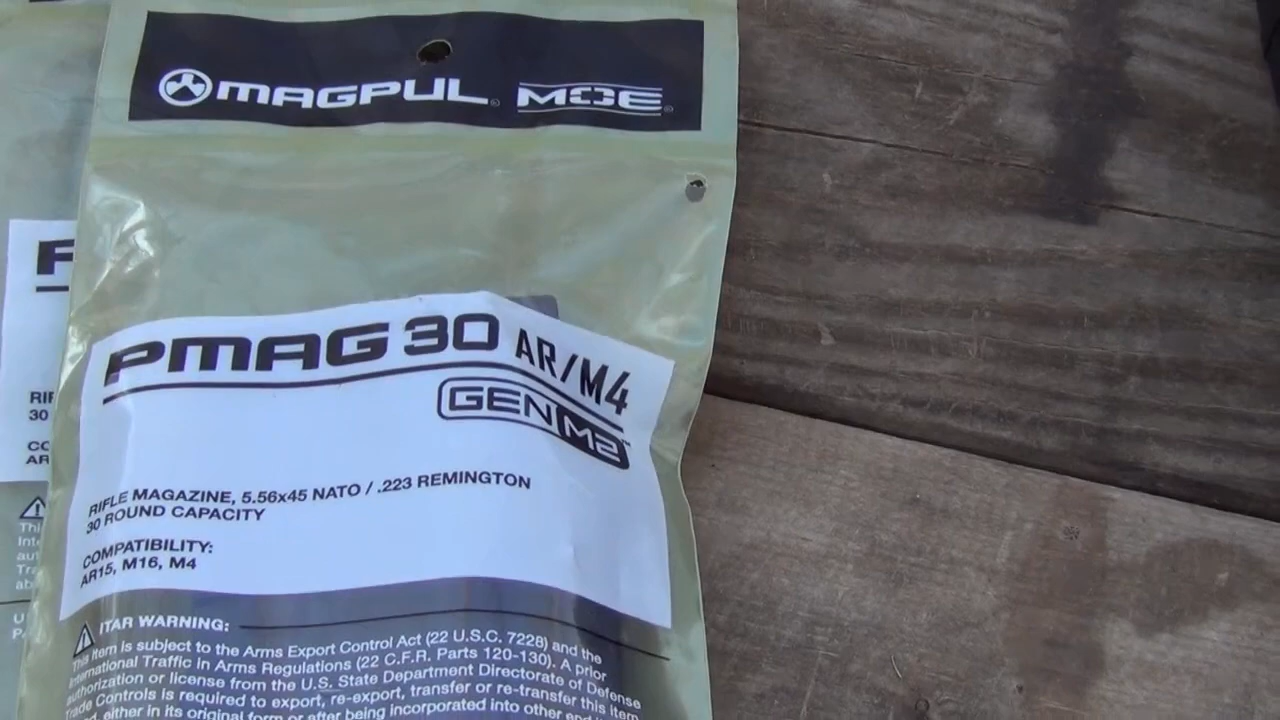 MAGPUL MOE
PMAG 30 AR/M4
GEN M2™
RIFLE MAGAZINE, 5.56x45 NATO / .223 REMINGTON
30 ROUND CAPACITY
COMPATIBILITY:
AR15, M16, M4
ITAR WARNING:
This item is subject to the Arms Export Control Act (22 U.S.C. 7228) and the
International Traffic in Arms Regulations (22 C.F.R. Parts 120-130). A prior
authorization or license from the U.S. State Department Directorate of Defense
Trade Controls is required to export, re-export, transfer or re-transfer this item
either in its original form or after being incorporated into other
30
AR